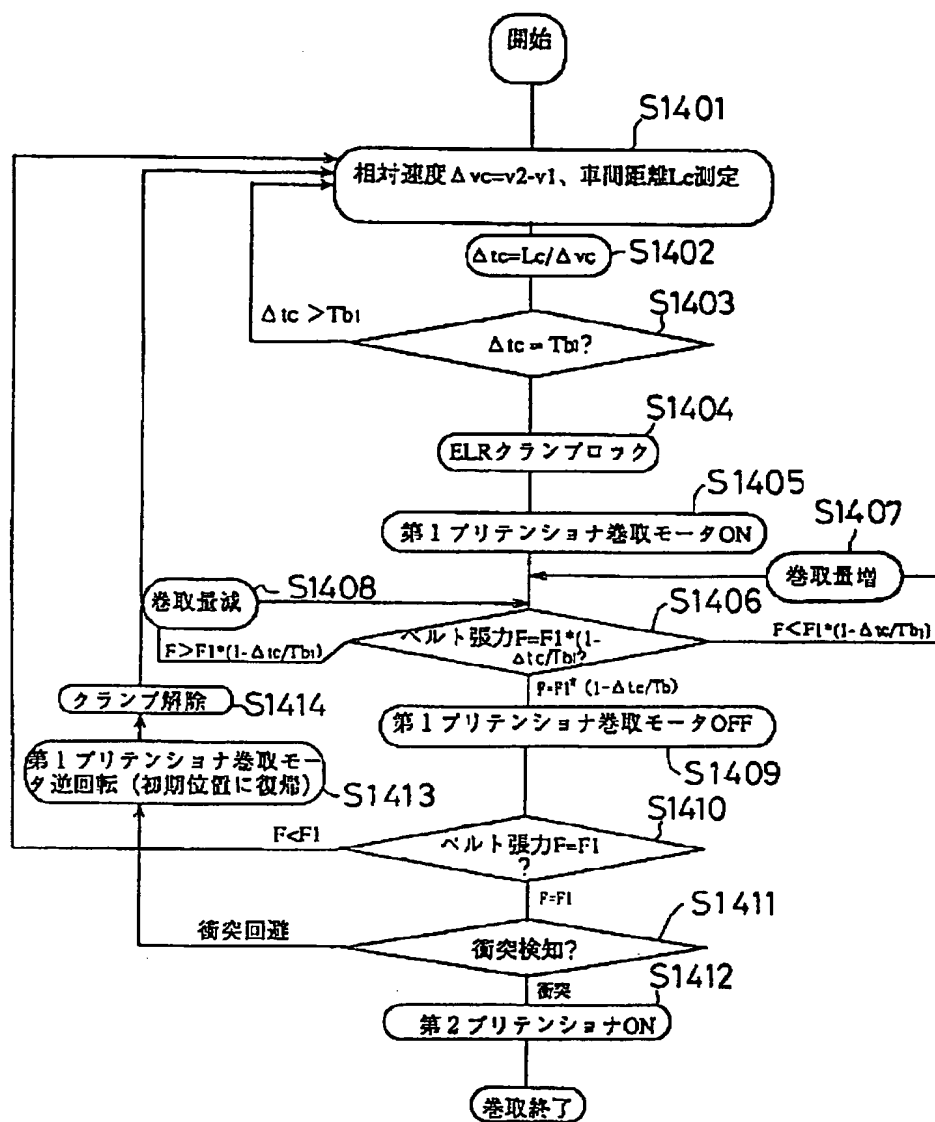 開始
S1401
相対速度Δvc=v2-v1、車間距離Lc測定
Δtc=Lc/Δvc
S1402
S1403
Δtc>Tb1
Δtc=Tb1?
S1404
ELRクランプロック
S1405
第1プリテンショナ巻取モータON
S1407
巻取量増
S1408
巻取量減
S1406
ベルト張力F=F1*(1-
Δtc/Tb1?
F>F1*(1-Δtc/Tb1)
F<F1*(1-Δtc/Tb1)
F=F1* (1-Δtc/Tb)
クランプ解除
S1414
第1プリテンショナ巻取モータOFF
S1409
第1プリテンショナ巻取モー
タ逆回転(初期位置に復帰)
S1413
S1410
F<F1
ベルト張力F=F1
?
F=F1
S1411
衝突回避
衝突検知?
衝突
S1412
第2プリテンショナON
巻取終了